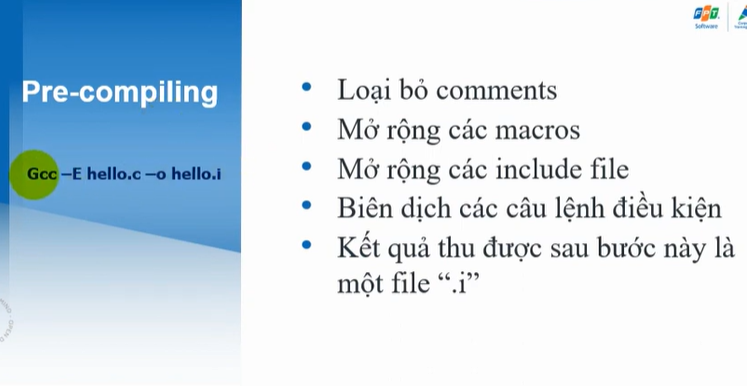 FPT
Software
Pre-compiling
Gcc –E hello.c –o hello.i
• Loại bỏ comments
• Mở rộng các macros
• Mở rộng các include file
• Biên dịch các câu lệnh điều kiện
• Kết quả thu được sau bước này là
một file “.i”